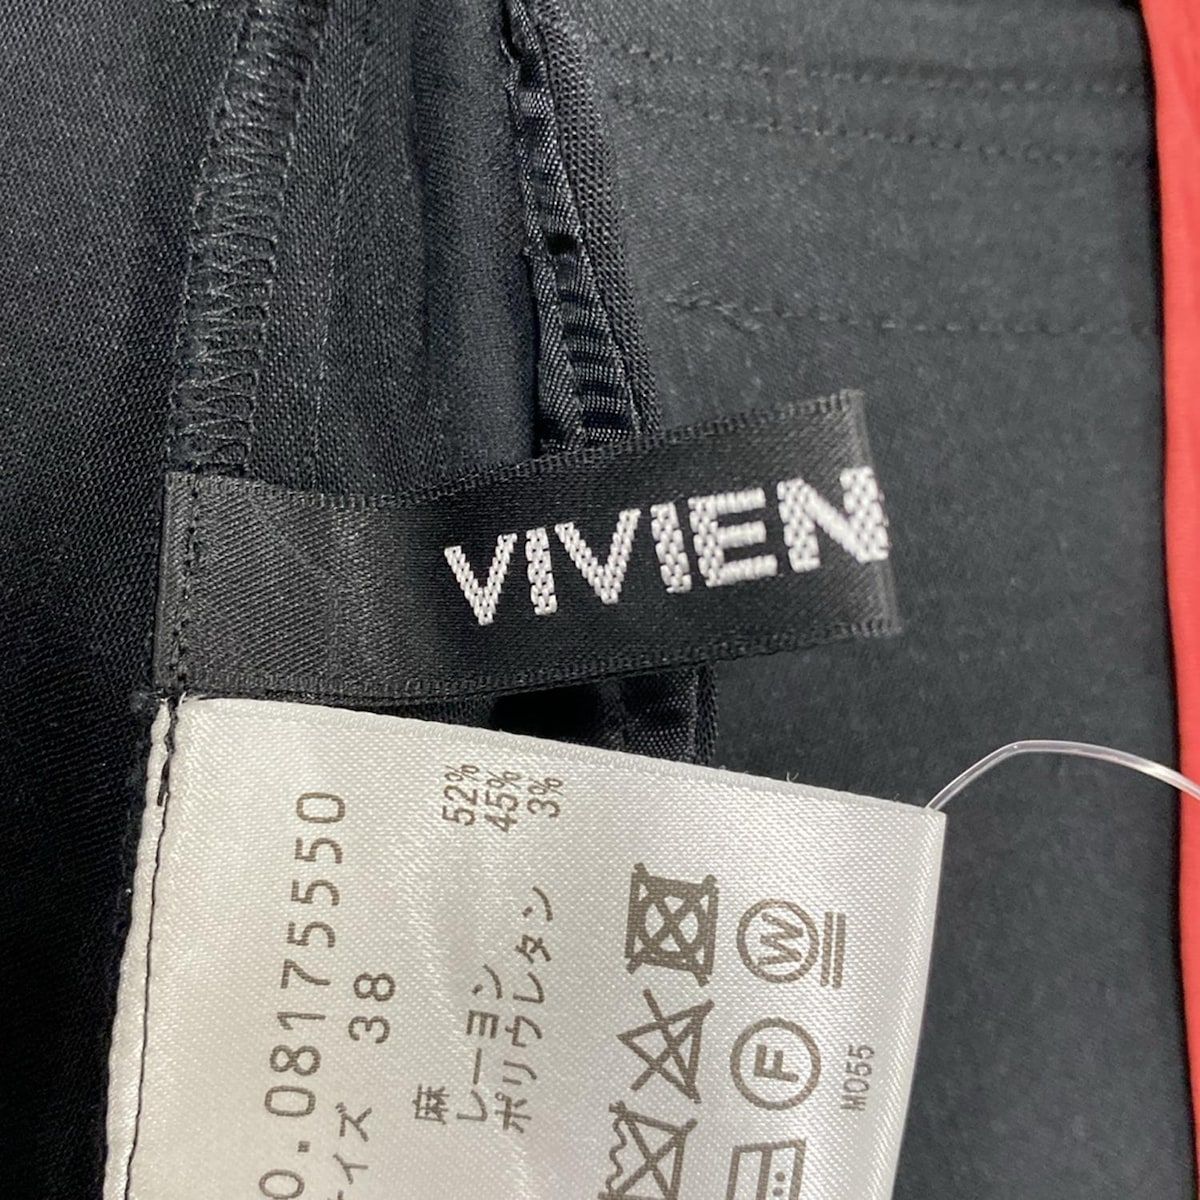 VIVIEN
0.08175550
イズ 38
麻 52%
レーヨン 45%
ポリウレタン 3%
W
F
M055